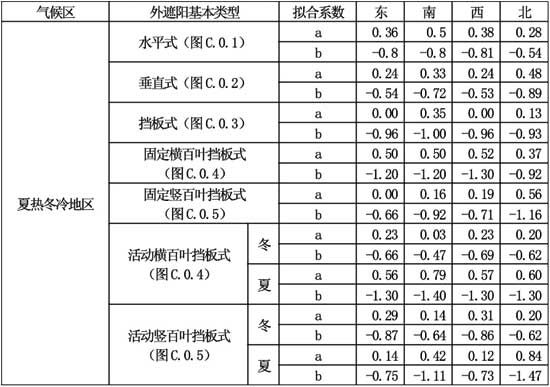 气候区 外遮阳基本类型 拟合系数 东 南 西 北
夏热冬冷地区
水平式(图C.0.1) a 0.36 0.5 0.38 0.28
b -0.8 -0.8 -0.81 -0.54
垂直式(图C.0.2) a 0.24 0.33 0.24 0.48
b -0.54 -0.72 -0.53 -0.89
挡板式(图C.0.3) a 0.00 0.35 0.00 0.13
b -0.96 -1.00 -0.96 -0.93
固定横百叶挡板式 a 0.50 0.50 0.52 0.37
(图C.0.4) b -1.20 -1.20 -1.30 -0.92
固定竖百叶挡板式 a 0.00 0.16 0.19 0.56
(图C.0.5) b -0.66 -0.92 -0.71 -1.16
活动横百叶挡板式
(图C.0.4)
冬 a 0.23 0.03 0.23 0.20
b -0.66 -0.47 -0.69 -0.62
夏 a 0.56 0.79 0.57 0.60
b -1.30 -1.40 -1.30 -1.30
活动竖百叶挡板式
(图C.0.5)
冬 a 0.29 0.14 0.31 0.20
b -0.87 -0.64 -0.86 -0.62
夏 a 0.14 0.42 0.12 0.84
b -0.75 -1.11 -0.73 -1.47